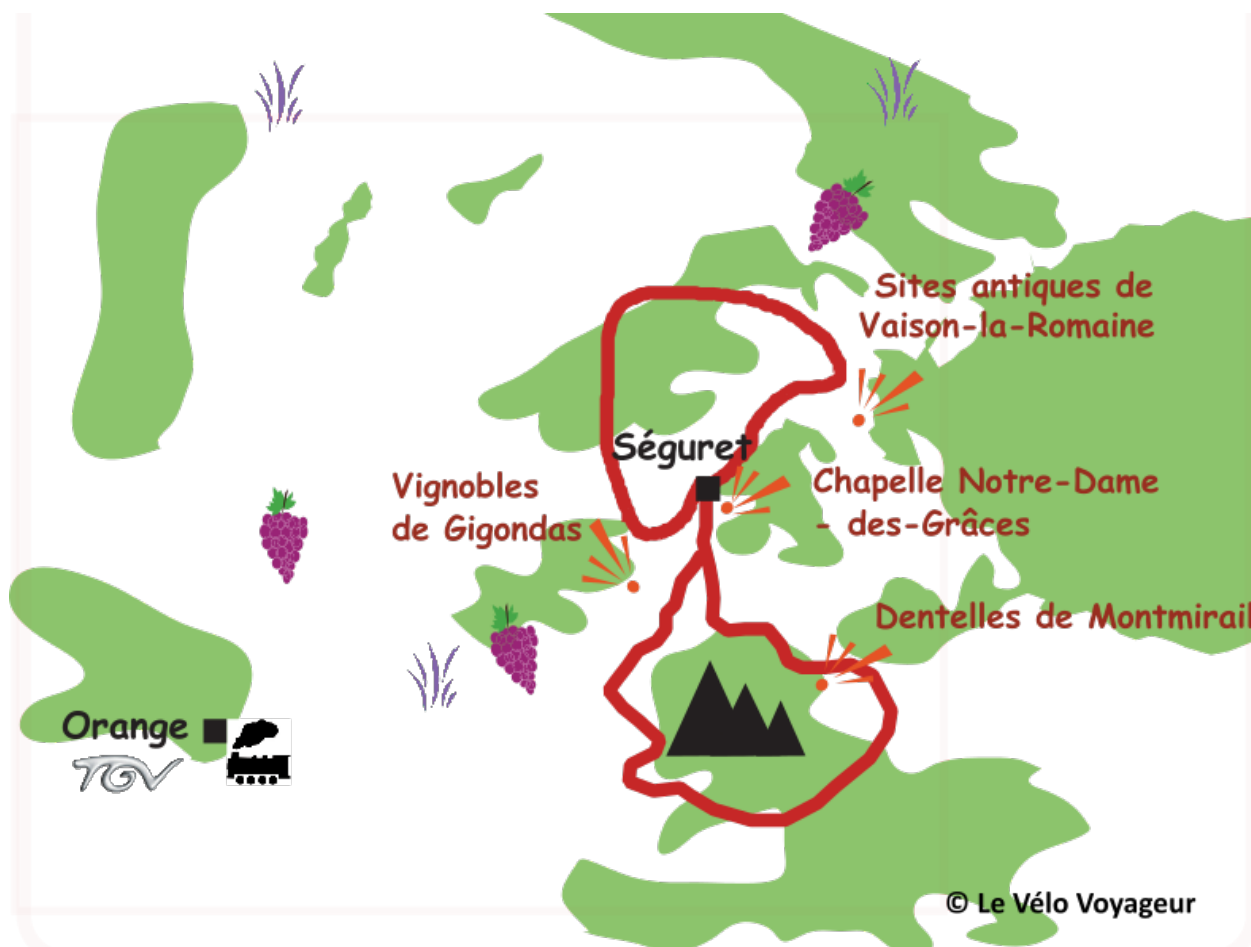 Sites antiques de
Vaison-la-Romaine
Séguret
Vignobles
de Gigondas
Chapelle Notre-Dame
- des-Grâces
Dentelles de Montmirail
Orange
TGV
© Le Vélo Voyageur